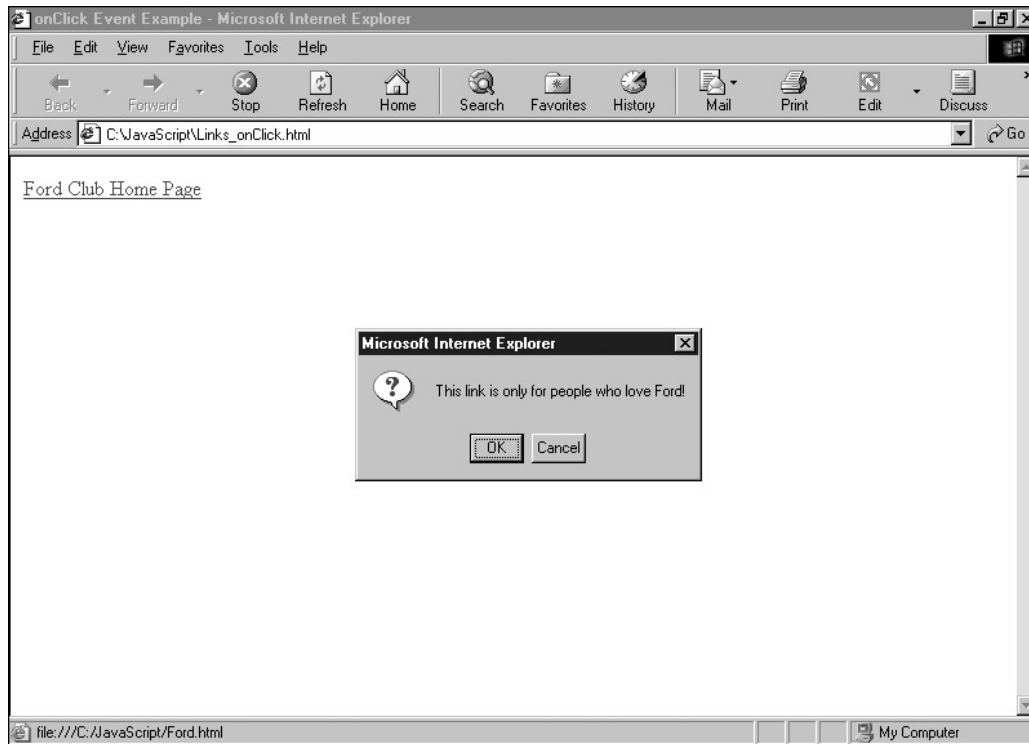 onClick Event Example - Microsoft Internet Explorer
File Edit View Favorites Tools Help
Back Forward Stop Refresh Home Search Favorites History Mail Print Edit Discuss
Address C:\JavaScript\Links_onClick.html Go
Ford Club Home Page
Microsoft Internet Explorer
? This link is only for people who love Ford!
OK Cancel
file:///C:/JavaScript/Ford.html My Computer